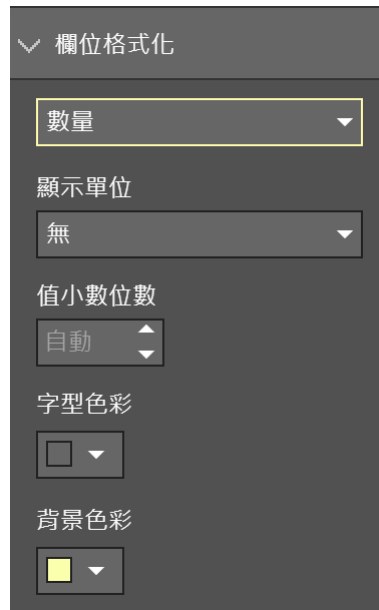 欄位格式化
數量
顯示單位
無
值小數位數
自動
字型色彩
背景色彩